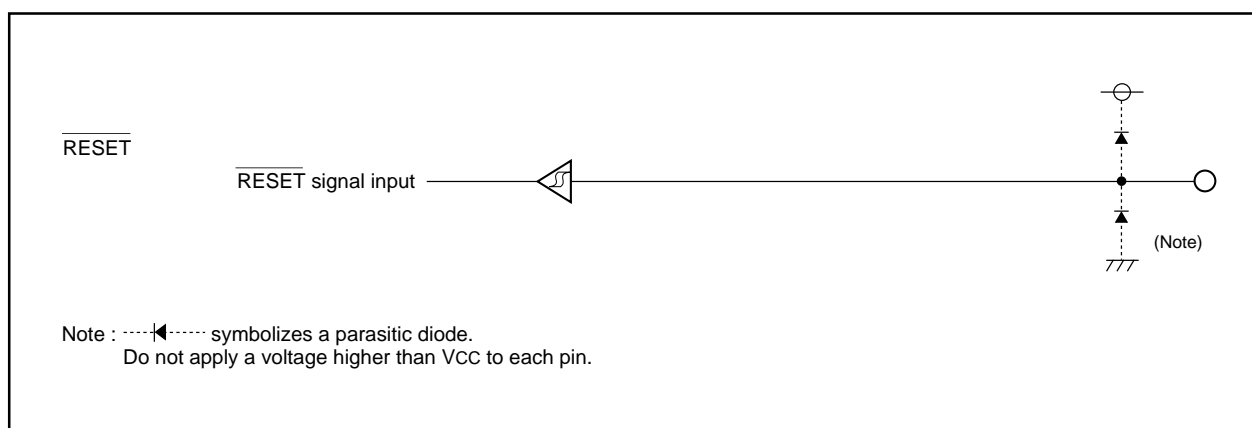 RESET
RESET signal input
(Note)
Note : symbolizes a parasitic diode.
Do not apply a voltage higher than VCC to each pin.